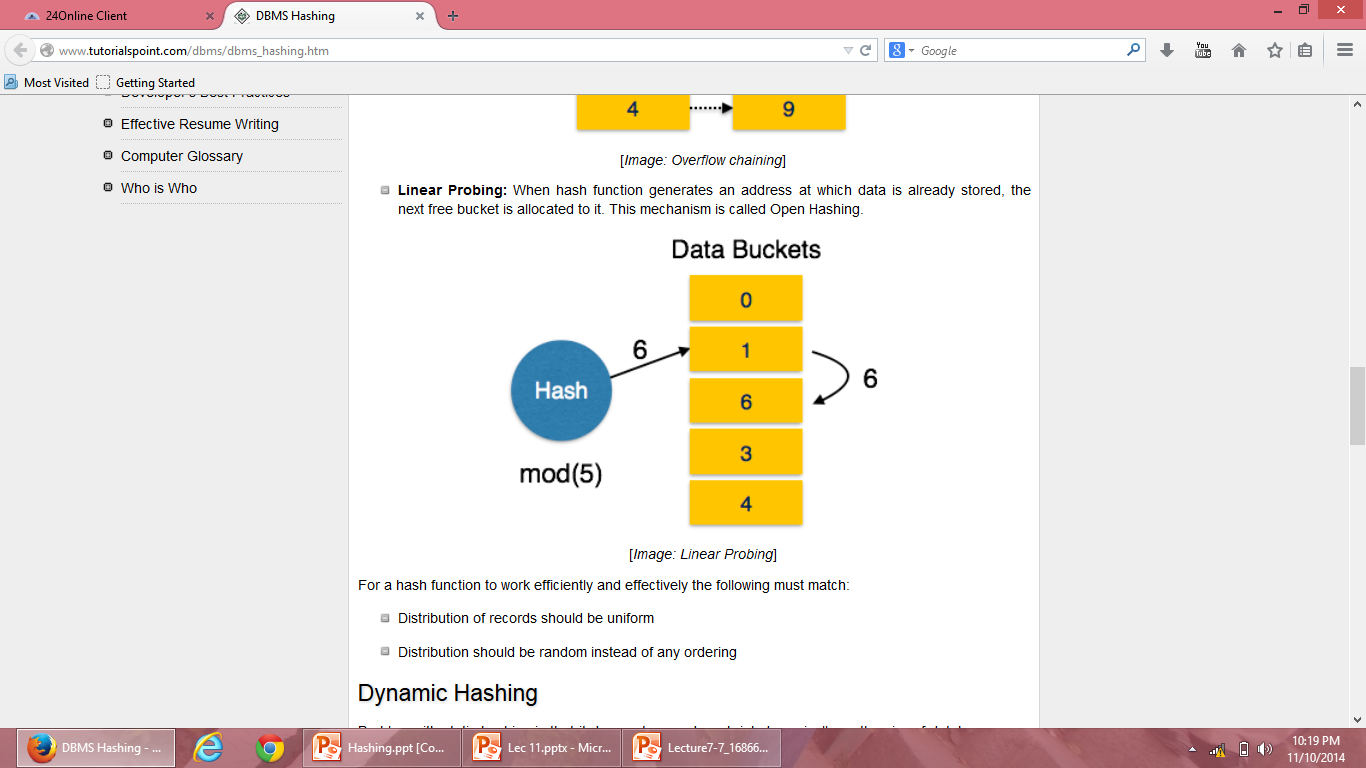 24Online Client
DBMS Hashing
www.tutorialspoint.com/dbms/dbms_hashing.htm
Google
Most Visited
Getting Started
Developer's Best Practices
Effective Resume Writing
Computer Glossary
Who is Who
4
9
[Image: Overflow chaining]
Linear Probing: When hash function generates an address at which data is already stored, the
next free bucket is allocated to it. This mechanism is called Open Hashing.
Data Buckets
0
6
1
Hash
6
6
mod(5)
3
4
[Image: Linear Probing]
For a hash function to work efficiently and effectively the following must match:
Distribution of records should be uniform
Distribution should be random instead of any ordering
Dynamic Hashing
DBMS Hashing - ...
Hashing.ppt [Co...
Lec 11.pptx - Micr...
Lecture7-7_16866...
10:19 PM
11/10/2014